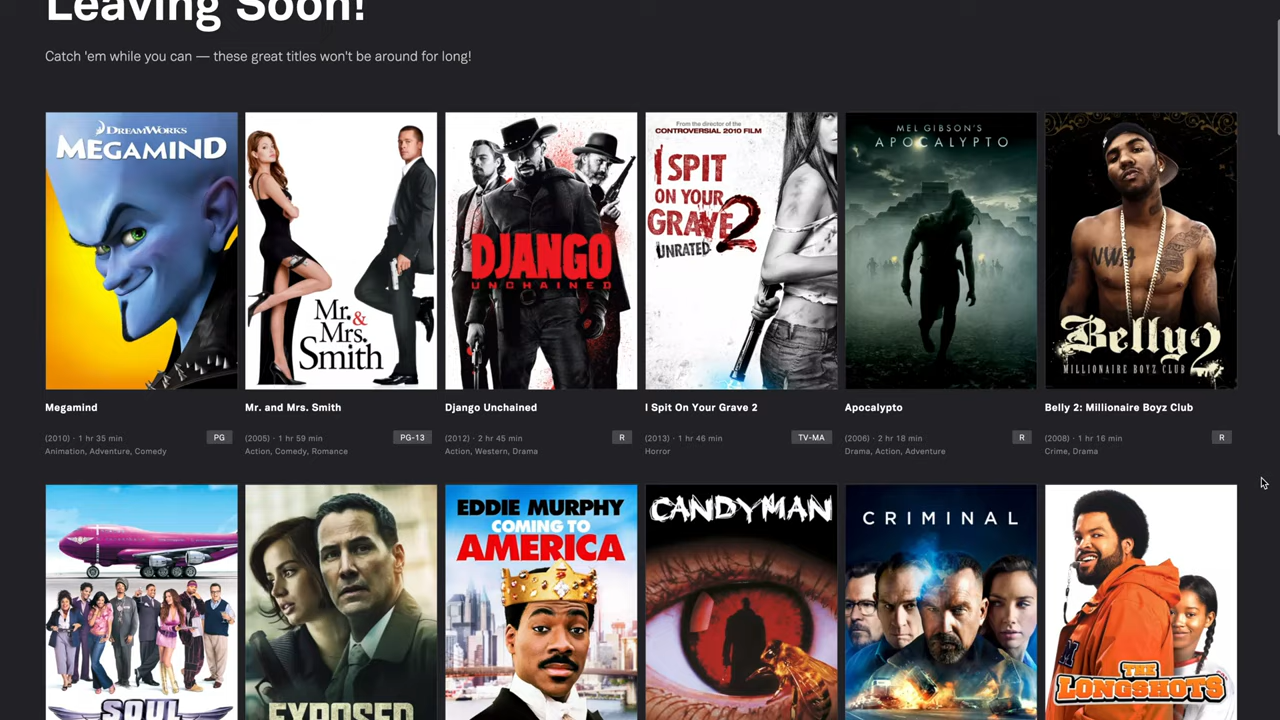 Leaving Soon!
Catch 'em while you can — these great titles won't be around for long!
DREAMWORKS
MEGAMIND
Mr. &
Mrs.
Smith
DJANGO
UNCHAINED
From the director of the
CONTROVERSIAL 2010 FILM
I SPIT
ON YOUR
GRAVE 2
UNRATED
MEL GIBSON'S
APOCALYPTO
NWA
Belly 2
MILLIONAIRE BOYZ CLUB
Megamind
(2010) · 1 hr 35 min
PG
Animation, Adventure, Comedy
Mr. and Mrs. Smith
(2005) · 1 hr 59 min
PG-13
Action, Comedy, Romance
Django Unchained
(2012) · 2 hr 45 min
R
Action, Western, Drama
I Spit On Your Grave 2
(2013) · 1 hr 46 min
TV-MA
Horror
Apocalypto
(2006) · 2 hr 18 min
R
Drama, Action, Adventure
Belly 2: Millionaire Boyz Club
(2008) · 1 hr 16 min
R
Crime, Drama
SOUL
EXPOSED
EDDIE MURPHY
COMING TO
AMERICA
CANDYMAN
CRIMINAL
M
THE
LONGSHOTS